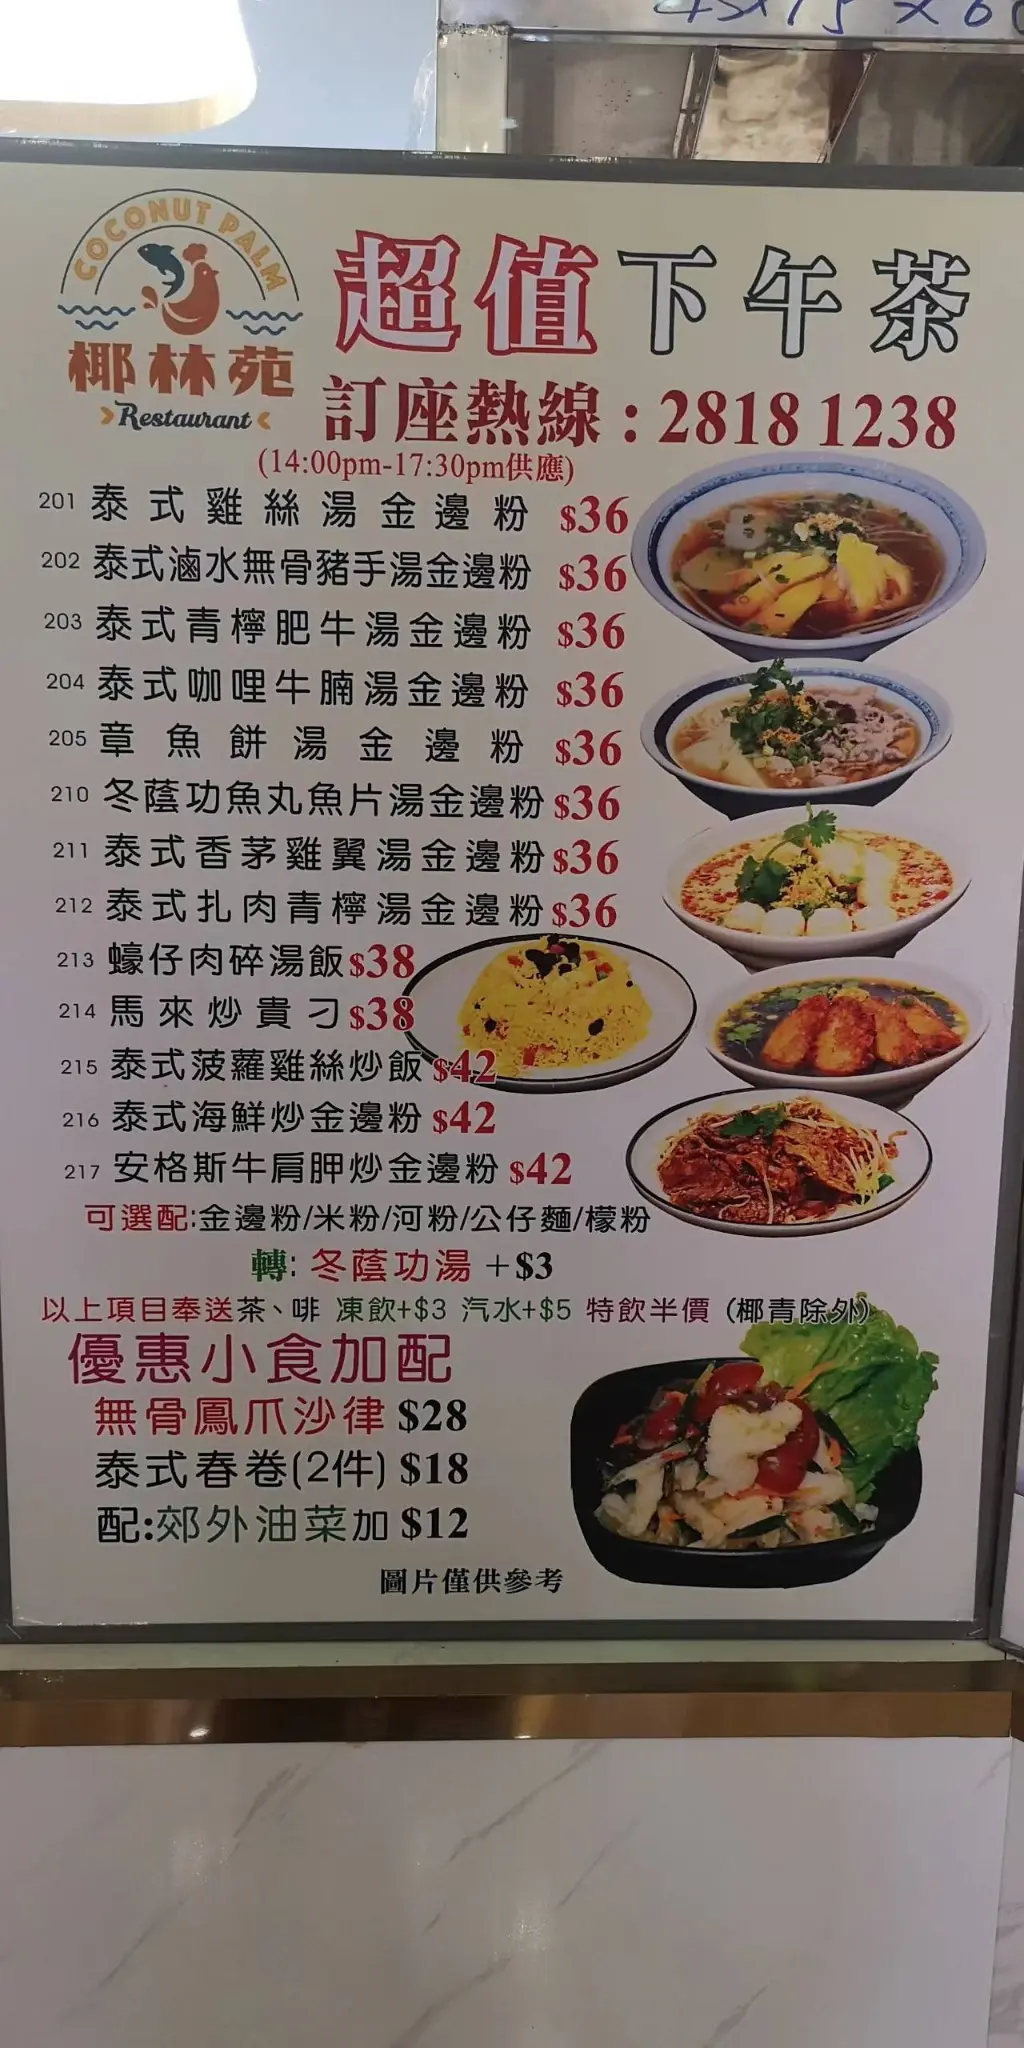 COCONUT PALM
椰林苑
Restaurant
超值下午茶
訂座熱線：2818 1238
(14:00pm-17:30pm供應)
201 泰式雞絲湯金邊粉 $36
202 泰式滷水無骨豬手湯金邊粉 $36
203 泰式青檸肥牛湯金邊粉 $36
204 泰式咖哩牛腩湯金邊粉 $36
205 章魚餅湯金邊粉 $36
210 冬蔭功魚丸魚片湯金邊粉 $36
211 泰式香茅雞翼湯金邊粉 $36
212 泰式扎肉青檸湯金邊粉 $36
213 蠔仔肉碎湯飯 $38
214 馬來炒貴刁 $38
215 泰式菠蘿雞絲炒飯 $42
216 泰式海鮮炒金邊粉 $42
217 安格斯牛肩胛炒金邊粉 $42
可選配:金邊粉/米粉/河粉/公仔麵/檬粉
轉: 冬蔭功湯 +$3
以上項目奉送茶、啡 凍飲+$3 汽水+$5 特飲半價 (椰青除外)
優惠小食加配
無骨鳳爪沙律 $28
泰式春卷(2件) $18
配:郊外油菜加 $12
圖片僅供參考